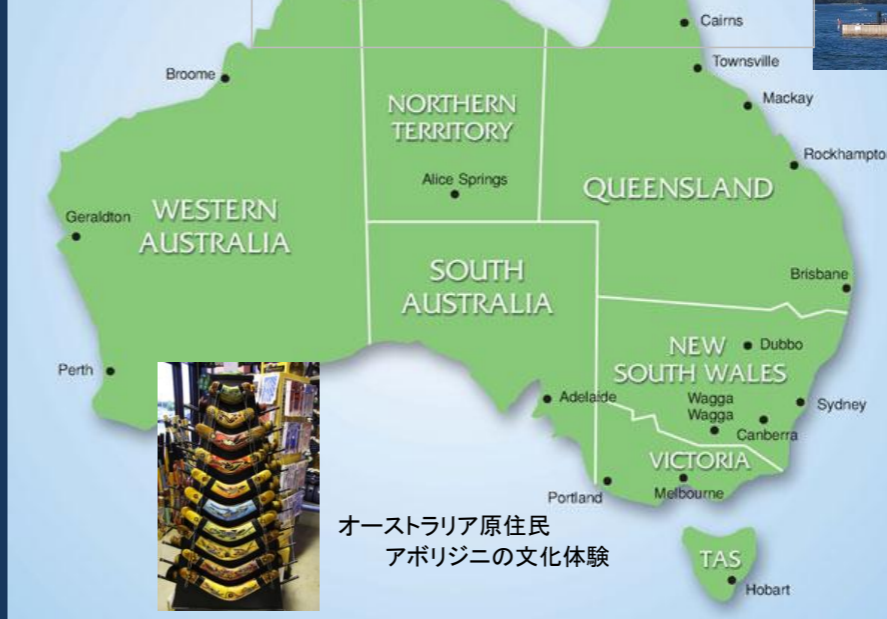 Cairns
Townsville
Broome
Mackay
NORTHERN
TERRITORY
Rockhampto
Alice Springs
QUEENSLAND
Geraldton
WESTERN
AUSTRALIA
SOUTH
AUSTRALIA
Brisbane
NEW
SOUTH WALES
Dubbo
Perth
Adelaide
Wagga
Wagga
Sydney
Canberra
VICTORIA
Portland
Melbourne
オーストラリア原住民
アボリジニの文化体験
TAS
Hobart